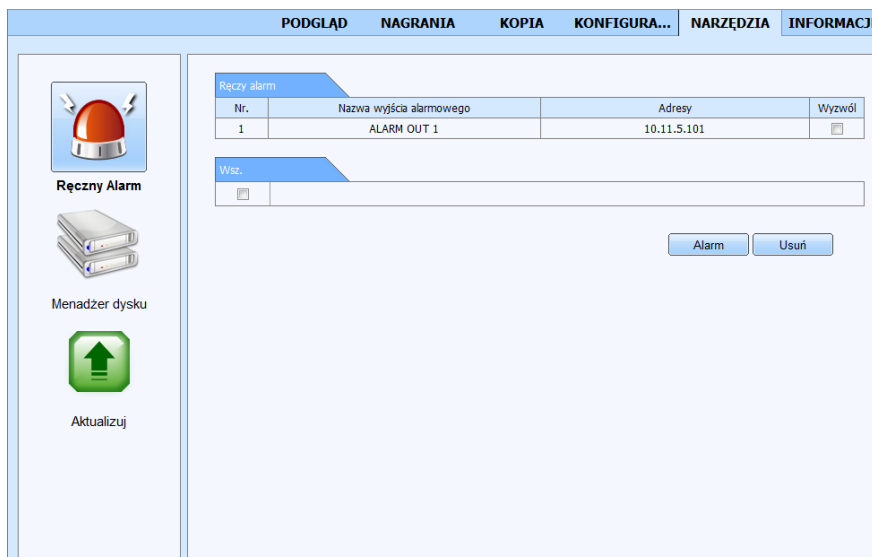 PODGLĄD NAGRANIA KOPIA KONFIGURA... NARZĘDZIA INFORMACJ
Ręczny Alarm
Menadżer dysku
Aktualizuj
Ręczy alarm
Nr. Nazwa wyjścia alarmowego Adresy Wyzwól
1 ALARM OUT 1 10.11.5.101
Wsz.
Alarm Usuń